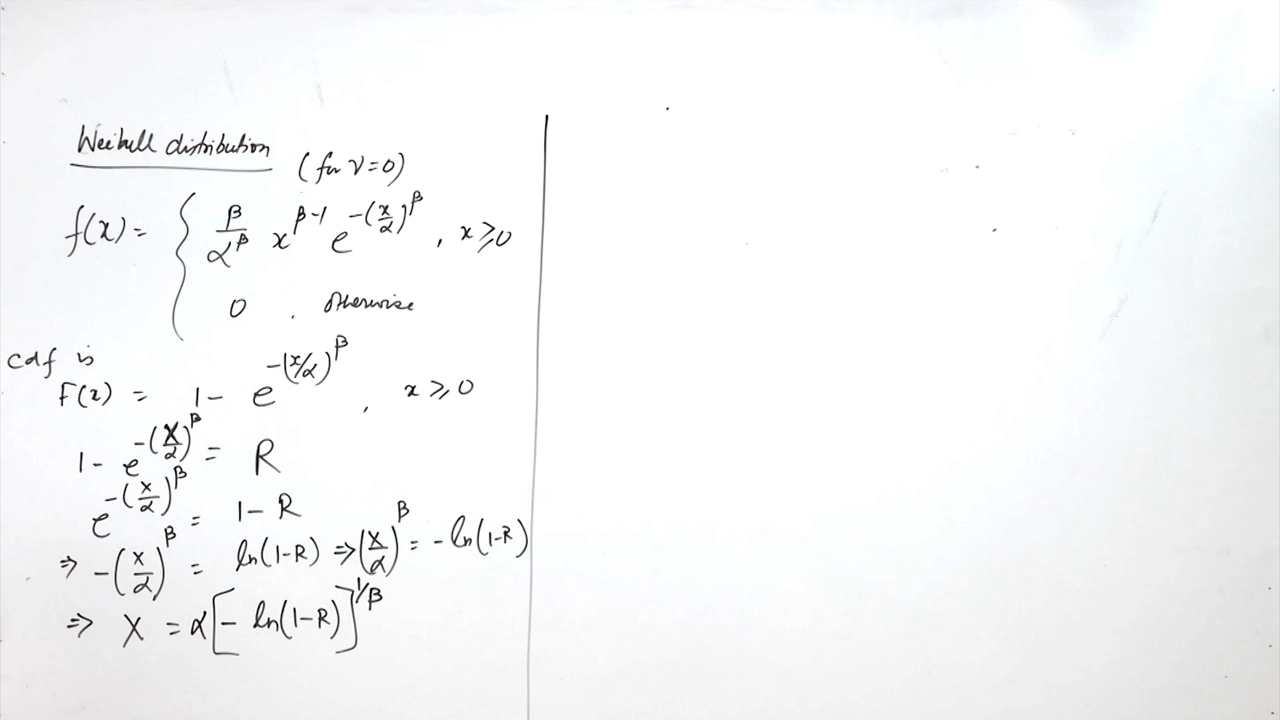 Weibull distribution (for ν=0)
f(x) = { β/α^β x^(β-1) e^(-(x/α)^β) , x ≥ 0
0 , otherwise
cdf is
F(x) = 1 - e^(-(x/α)^β) , x ≥ 0
1 - e^(-(X/α)^β) = R
e^(-(X/α)^β) = 1 - R
⇒ -(X/α)^β = ln(1-R) ⇒ (X/α)^β = -ln(1-R)
⇒ X = α[- ln(1-R)]^(1/β)